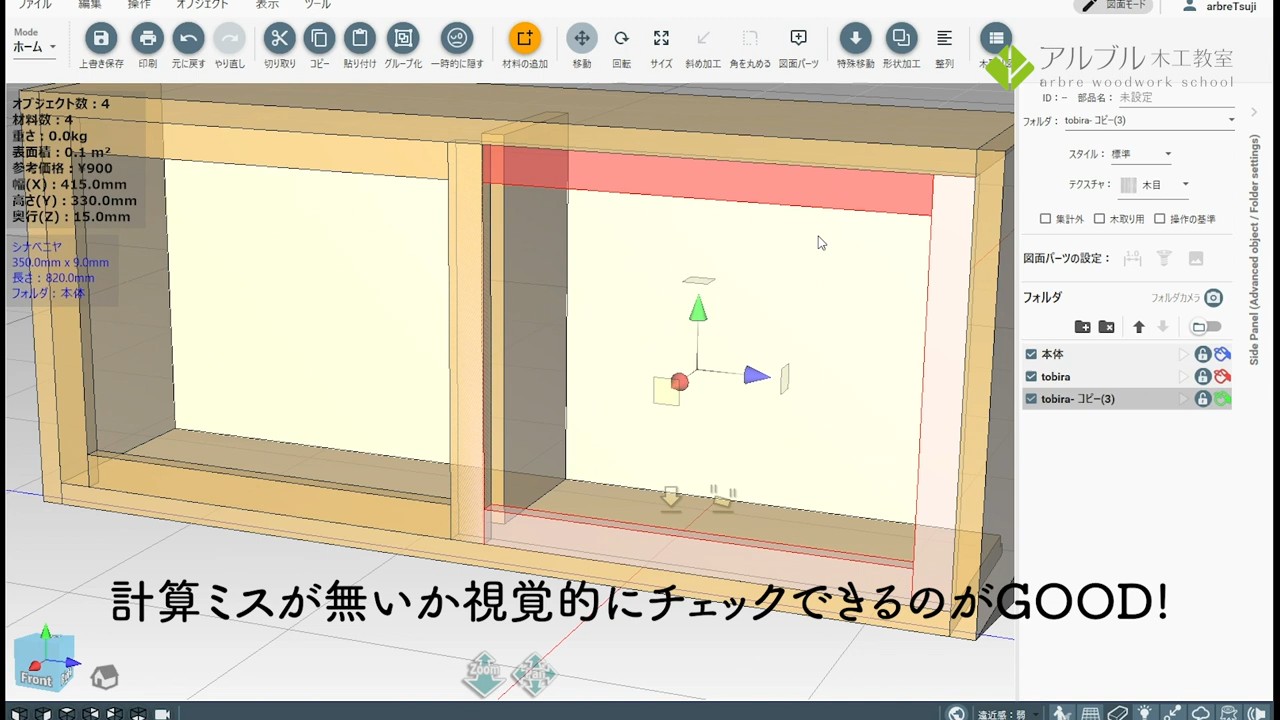 ファイル 編集 操作 オブジェクト 表示 ツール
図面モード arbreTsuji
Mode
ホーム
上書き保存 印刷 元に戻す やり直し 切り取り コピー 貼り付け グループ化 一時的に隠す 材料の追加 移動 回転 サイズ 斜め加工 角を丸める 図面パーツ 特殊移動 形状加工 整列
アルブル木工教室
arbre woodwork school
オブジェクト数：4
材料数：4
重さ：0.0kg
表面積：0.1 m²
参考価格：¥900
幅(X)：415.0mm
高さ(Y)：330.0mm
奥行(Z)：15.0mm
シナベニヤ
350.0mm x 9.0mm
長さ：820.0mm
フォルダ：本体
ID：- 部品名： 未設定
フォルダ： tobira- コピー(3)
スタイル： 標準
テクスチャ： 木目
集計外 木取り用 操作の基準
図面パーツの設定：
フォルダ フォルダカメラ
本体
tobira
tobira- コピー(3)
Side Panel (Advanced object / Folder settings)
計算ミスが無いか視覚的にチェックできるのがGOOD!
Front
Zoom Pan
遠近感：弱